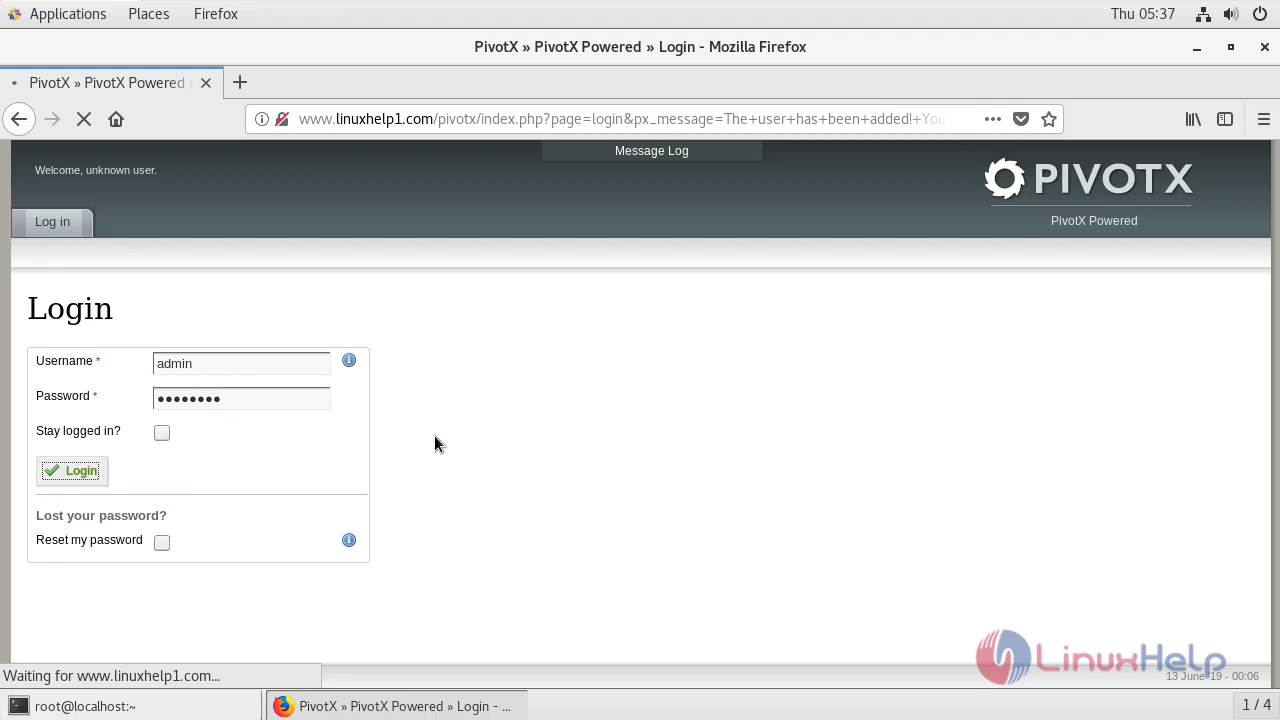 Applications Places Firefox Thu 05:37
PivotX » PivotX Powered » Login - Mozilla Firefox
PivotX » PivotX Powered
www.linuxhelp1.com/pivotx/index.php?page=login&px_message=The+user+has+been+added!+You
Message Log
Welcome, unknown user.
PIVOTX
Log in
PivotX Powered
Login
Username * admin
Password * ●●●●●●●●
Stay logged in?
Login
Lost your password?
Reset my password
LinuxHelp
Waiting for www.linuxhelp1.com...
13 June '19 - 00:06
root@localhost:~ PivotX » PivotX Powered » Login - ... 1 / 4